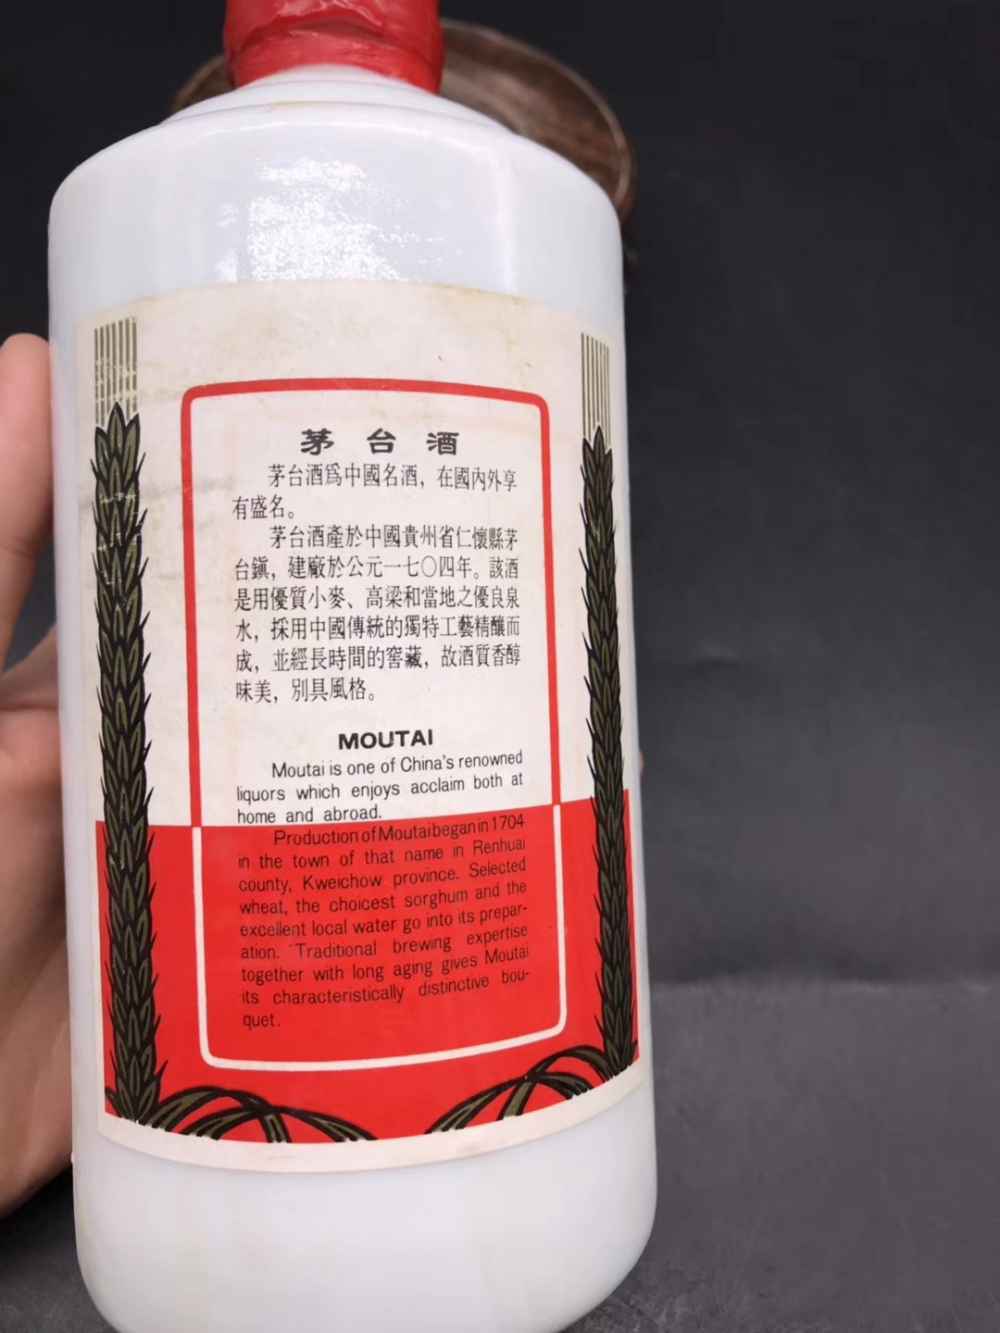 茅台酒
茅台酒爲中國名酒，在國內外享
有盛名。
茅台酒產於中國貴州省仁懷縣茅
台鎭，建廠於公元一七〇四年。該酒
是用優質小麥、高梁和當地之優良泉
水，採用中國傳統的獨特工藝精釀而
成，並經長時間的窖藏，故酒質香醇
味美，別具風格。
MOUTAI
Moutai is one of China's renowned
liquors which enjoys acclaim both at
home and abroad.
Production of Moutai began in 1704
in the town of that name in Renhuai
county, Kweichow province. Selected
wheat, the choicest sorghum and the
excellent local water go into its prepar-
ation. Traditional brewing expertise
together with long aging gives Moutai
its characteristically distinctive bou-
quet.